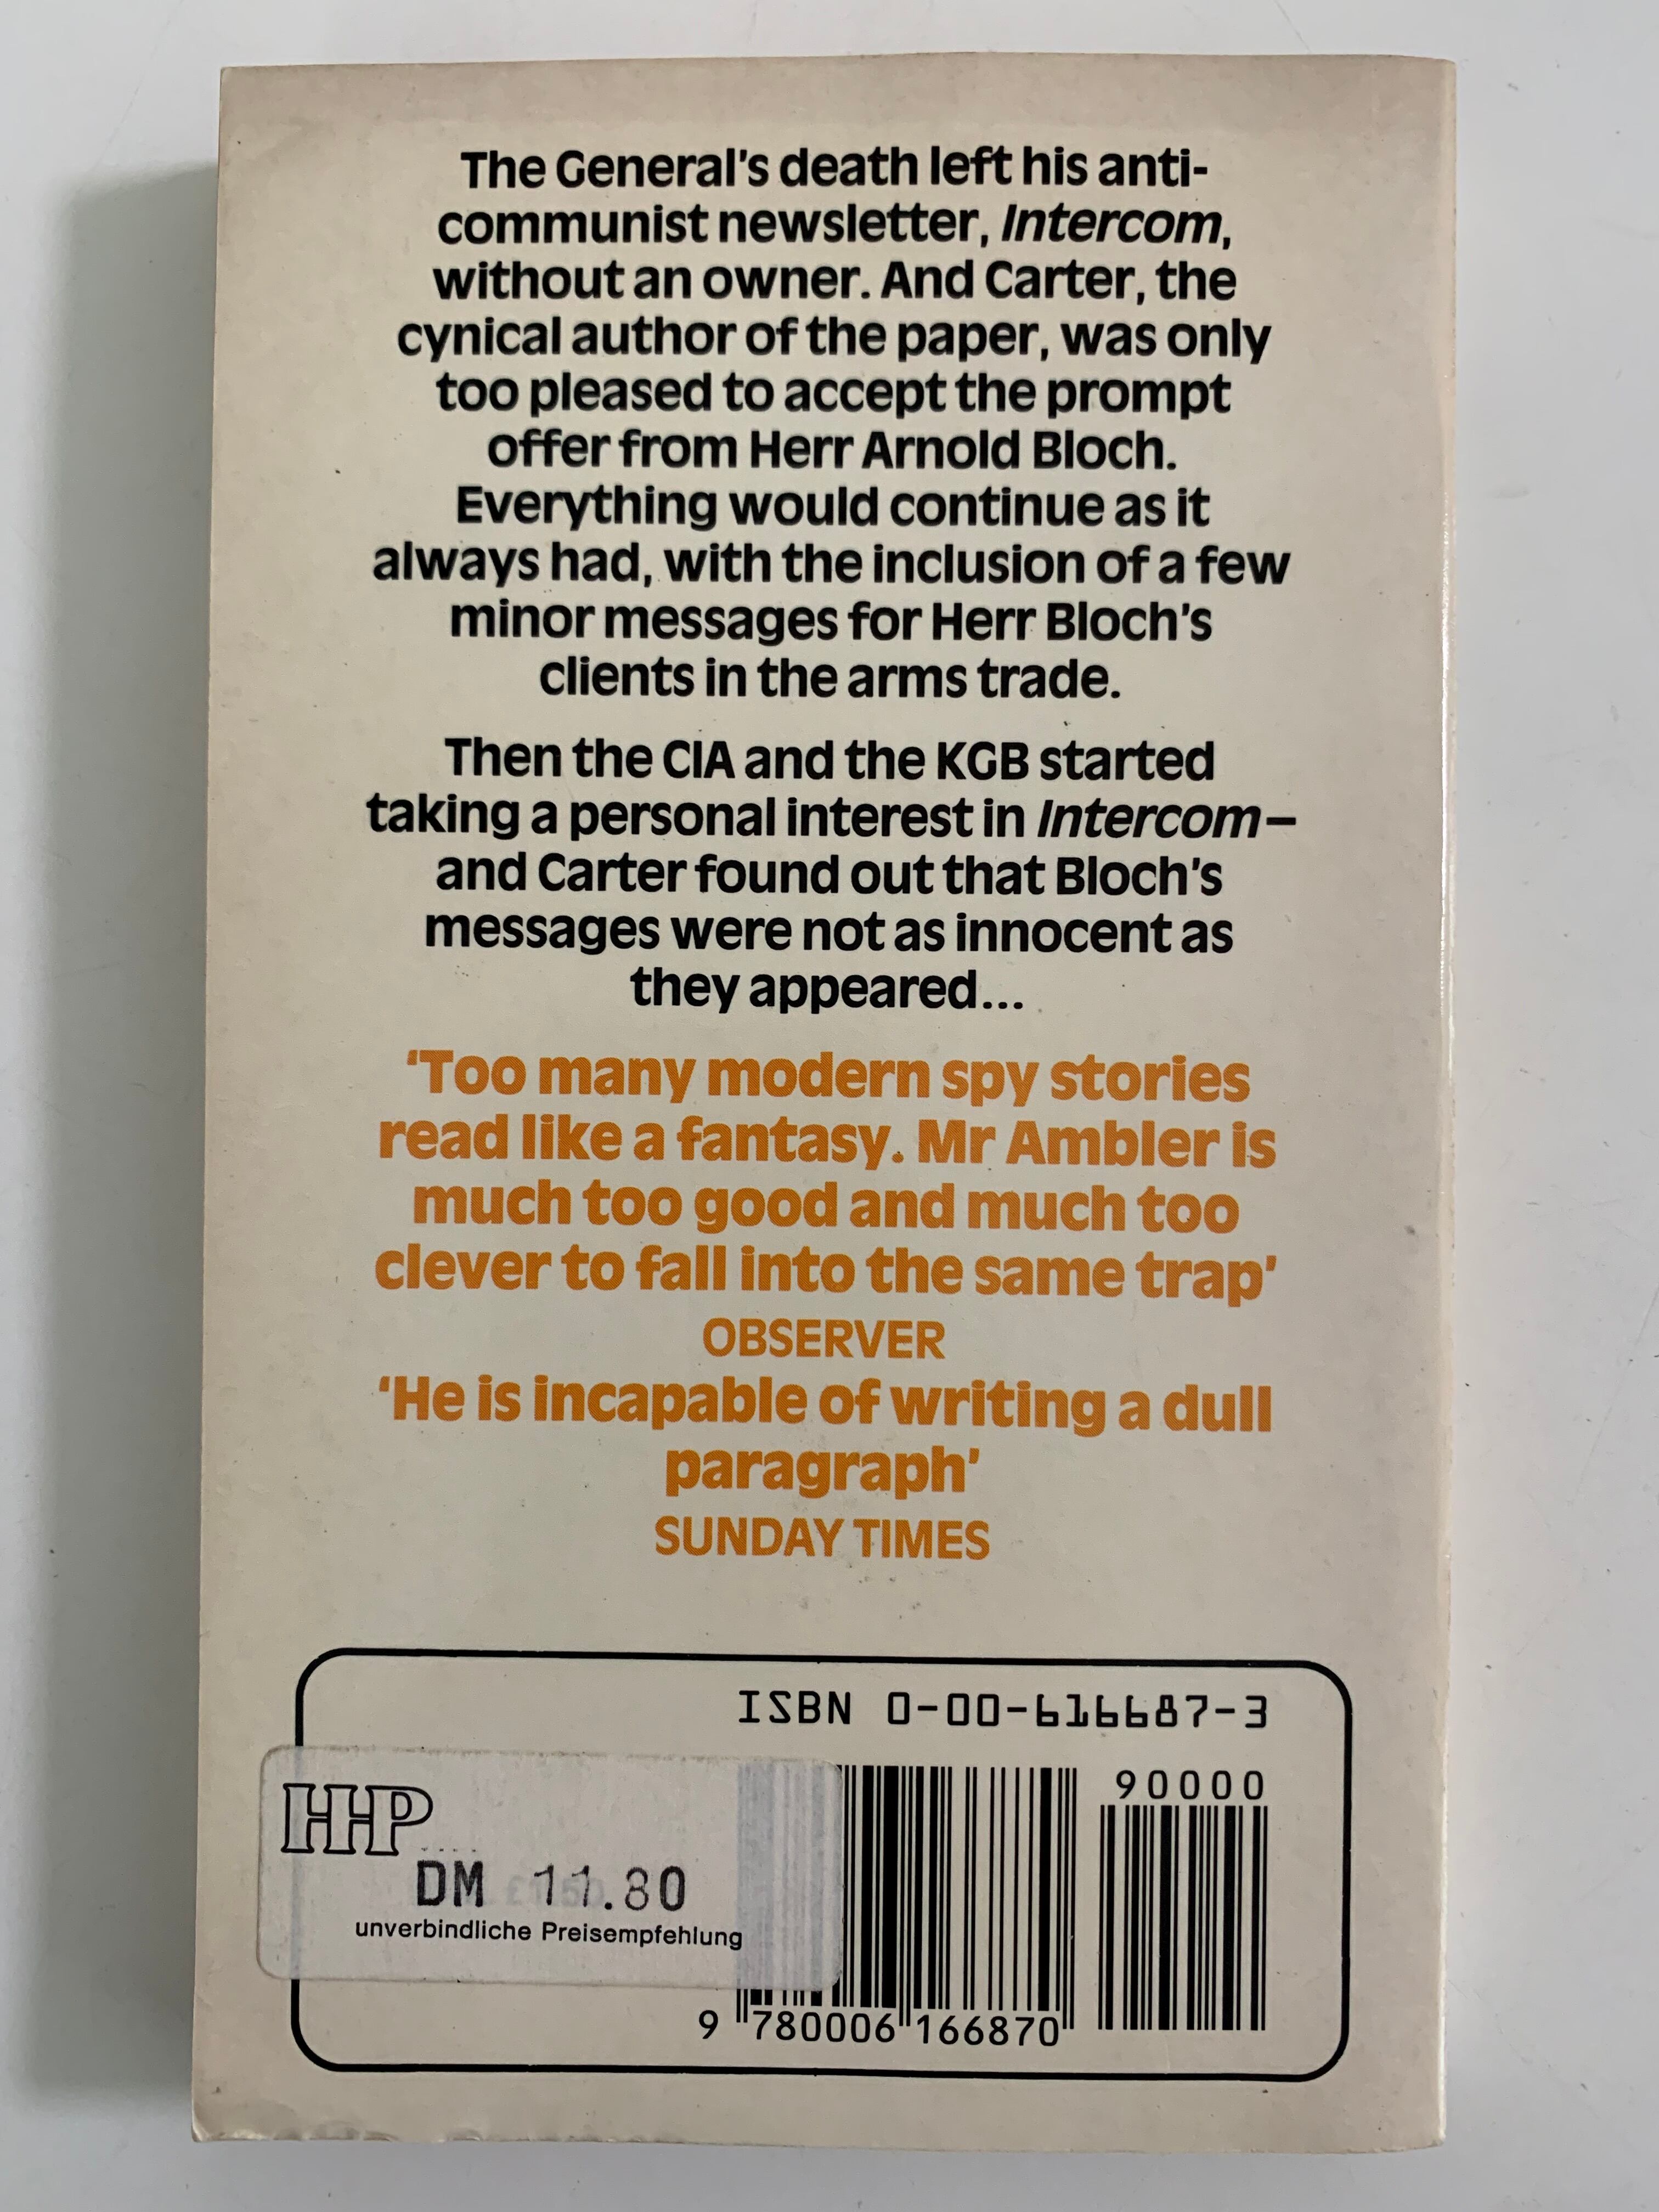 The General's death left his anti-
communist newsletter, Intercom,
without an owner. And Carter, the
cynical author of the paper, was only
too pleased to accept the prompt
offer from Herr Arnold Bloch.
Everything would continue as it
always had, with the inclusion of a few
minor messages for Herr Bloch's
clients in the arms trade.
Then the CIA and the KGB started
taking a personal interest in Intercom–
and Carter found out that Bloch's
messages were not as innocent as
they appeared...
'Too many modern spy stories
read like a fantasy. Mr Ambler is
much too good and much too
clever to fall into the same trap'
OBSERVER
'He is incapable of writing a dull
paragraph'
SUNDAY TIMES
ISBN 0-00-616687-3
90000
HHP
DM 11.80
unverbindliche Preisempfehlung
9 780006 166870